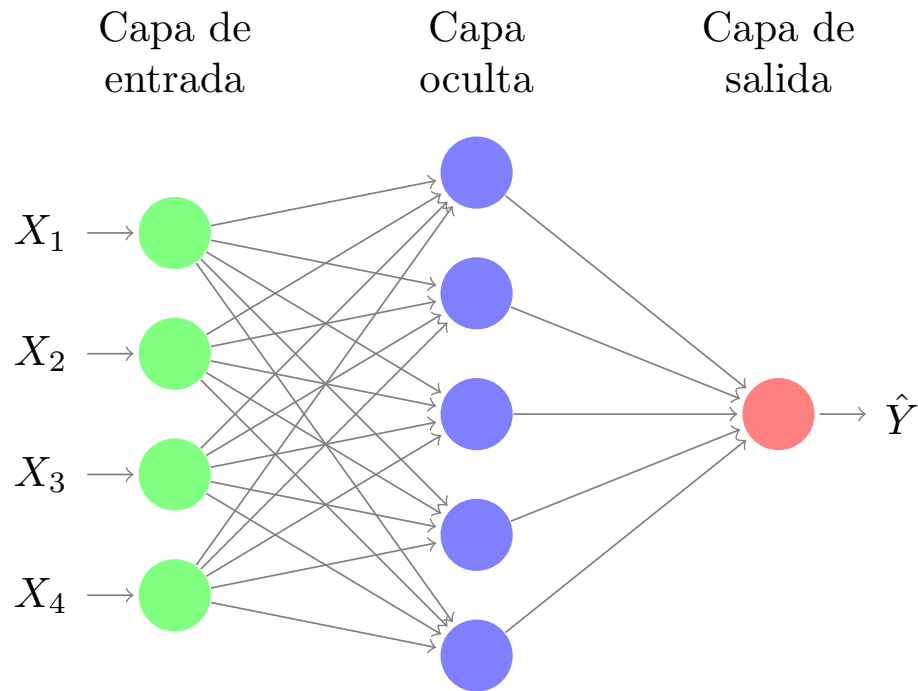 Capa de
entrada
Capa
oculta
Capa de
salida
X₁
X₂
X₃
X₄
Ŷ